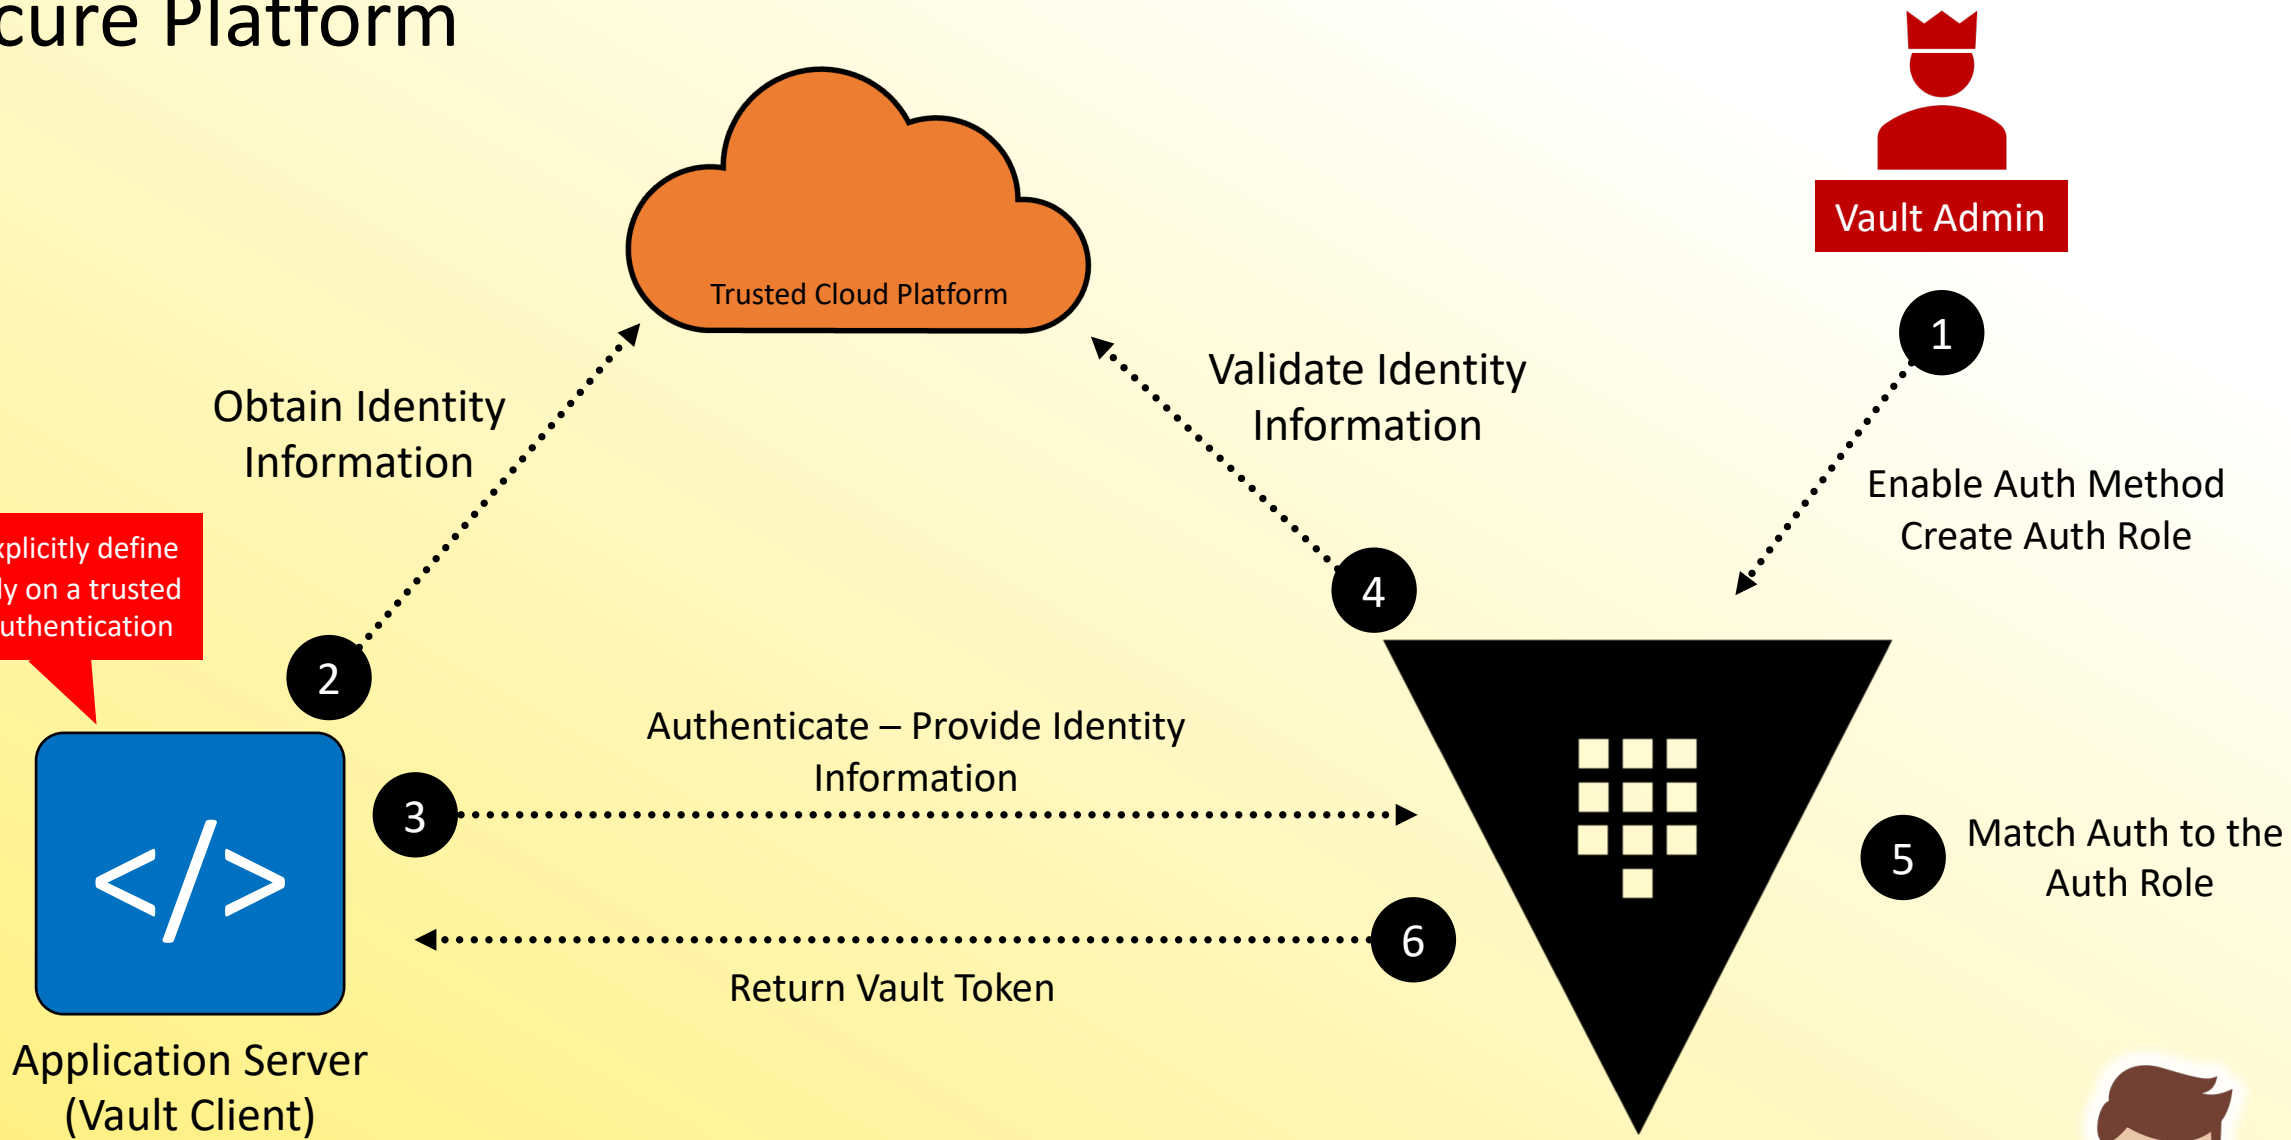 cure Platform
Vault Admin
Trusted Cloud Platform
1
Validate Identity
Information
Obtain Identity
Information
Enable Auth Method
Create Auth Role
xplicitly define
ly on a trusted
uthentication
4
2
Authenticate – Provide Identity
Information
3
</>
5
Match Auth to the
Auth Role
6
Return Vault Token
Application Server
(Vault Client)